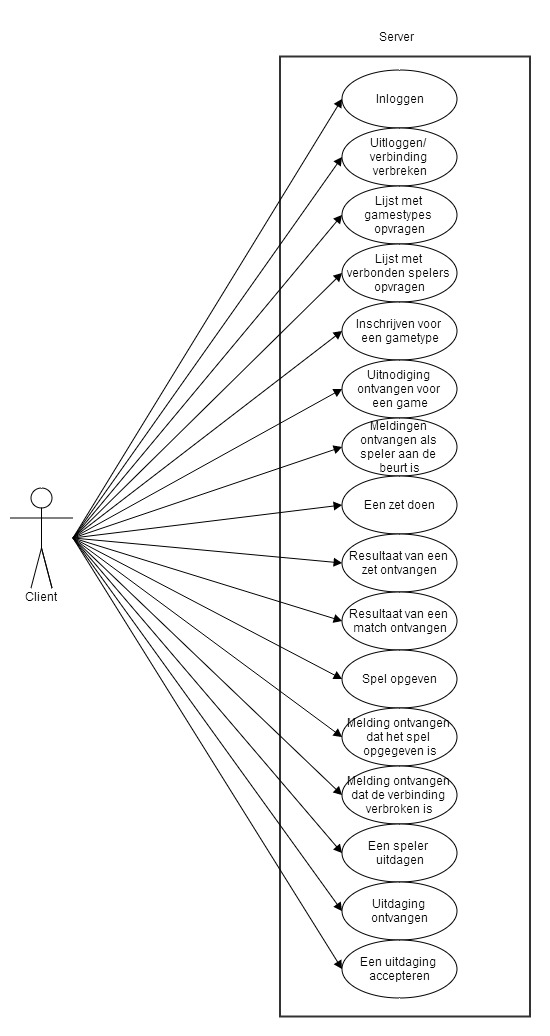 Server
Inloggen
Uitloggen/
verbinding
verbreken
Lijst met
gamestypes
opvragen
Lijst met
verbonden spelers
opvragen
Inschrijven voor
een gametype
Uitnodiging
ontvangen voor
een game
Meldingen
ontvangen als
speler aan de
beurt is
Een zet doen
Resultaat van een
zet ontvangen
Client
Resultaat van een
match ontvangen
Spel opgeven
Melding ontvangen
dat het spel
opgegeven is
Melding ontvangen
dat de verbinding
verbroken is
Een speler
uitdagen
Uitdaging
ontvangen
Een uitdaging
accepteren